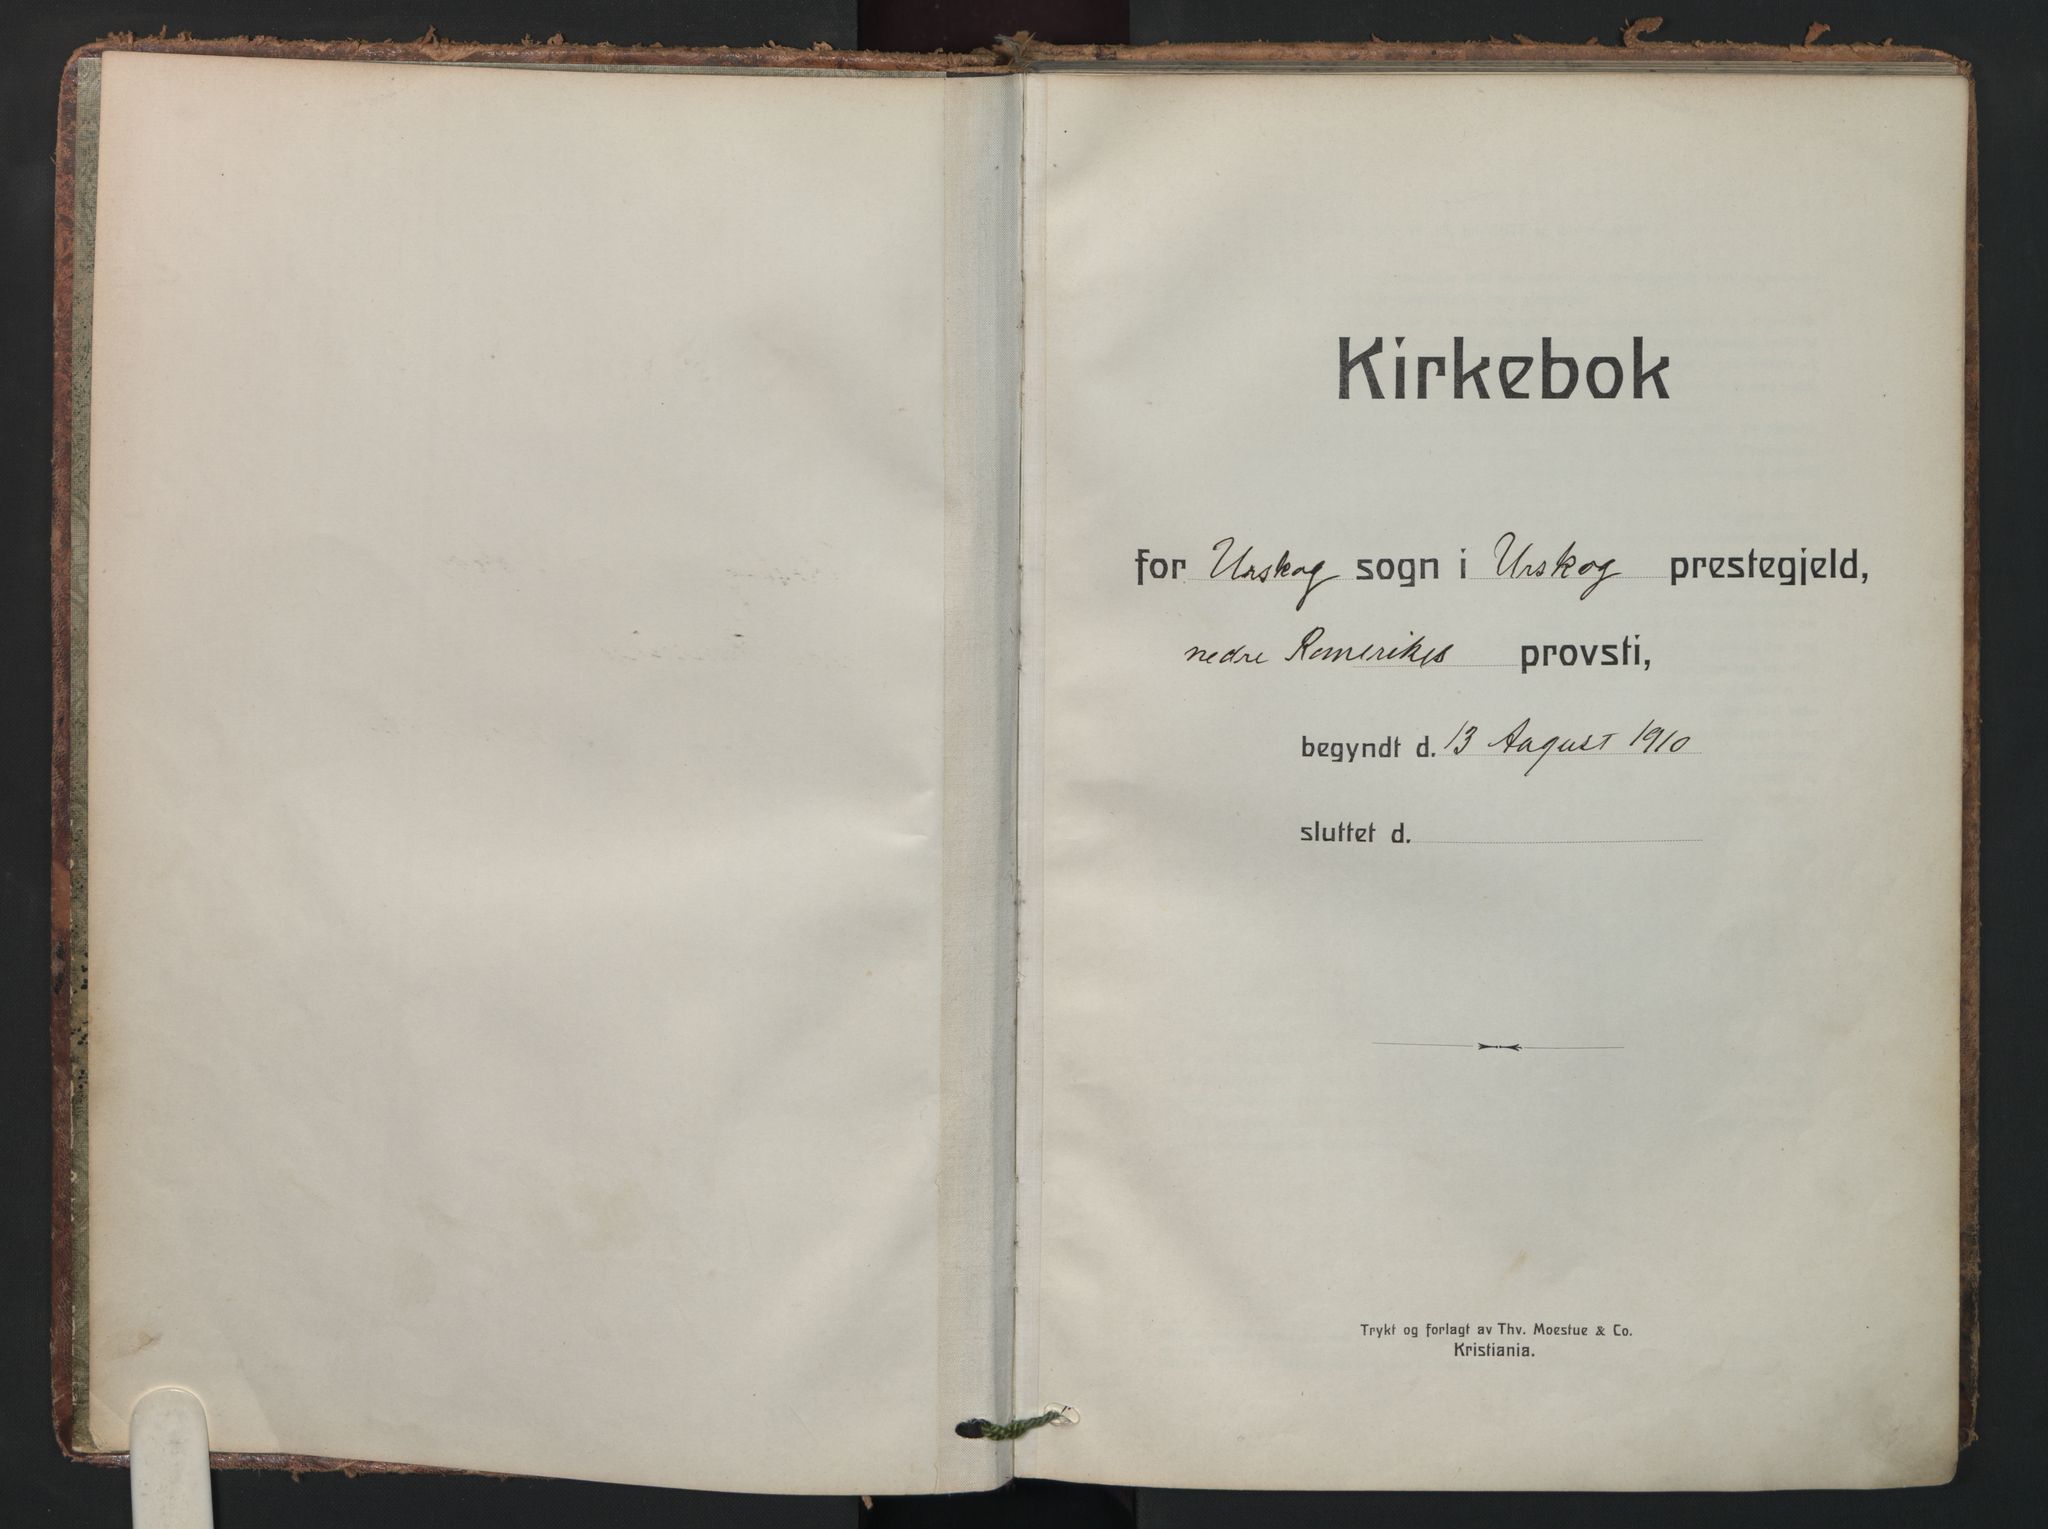 Kirkebok
for Urskog sogn i Urskog prestegjeld,
nedre Romerikes provsti,
begyndt d. 13 August 1910
sluttet d.
Trykt og forlagt av Thv. Moestue & Co.
Kristiania.